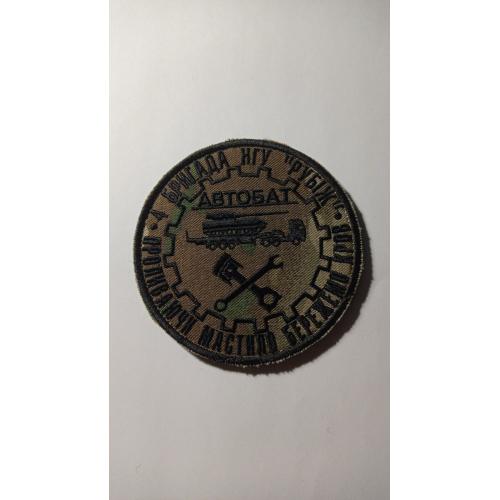 4 БРИГАДА НГУ "РУБІЖ"
АВТОБАТ
ПРОЛИВАЮЧИ МАСТИЛО БЕРЕЖЕМО КРОВ